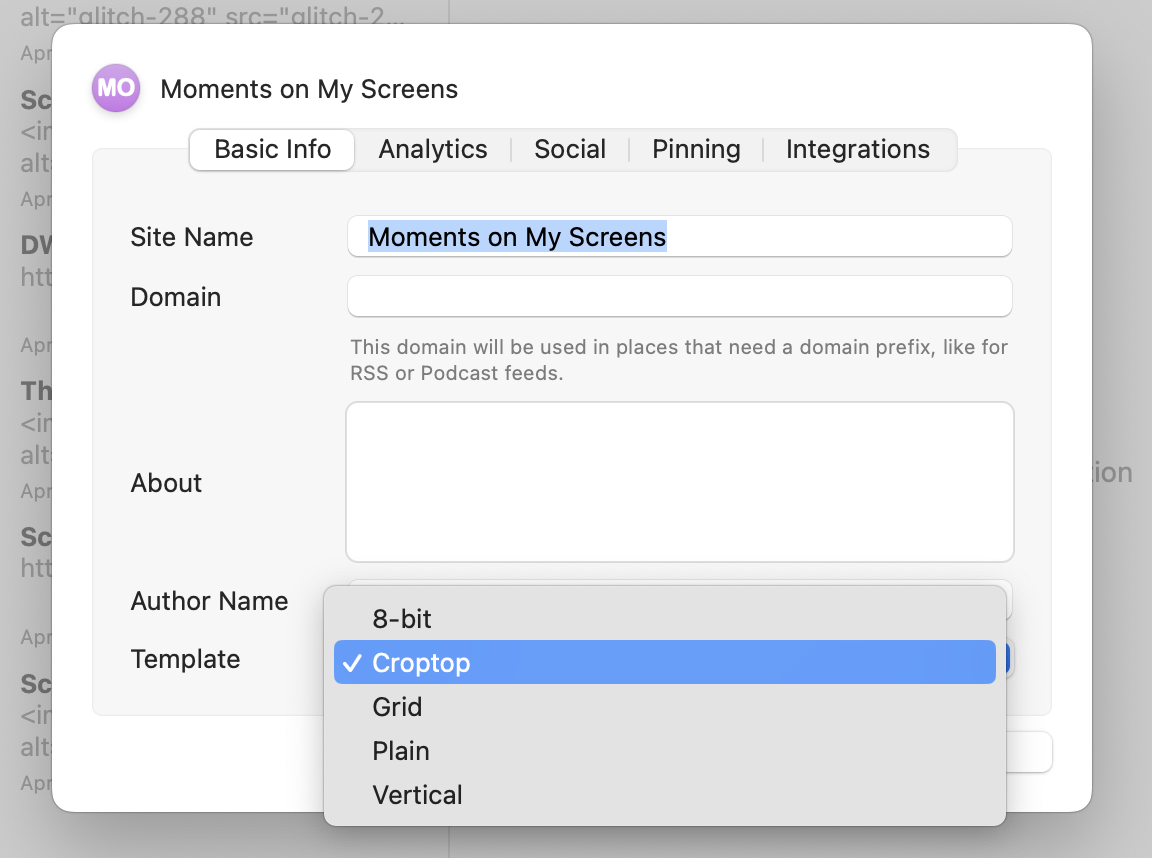 alt="glitch-288" src="glitch-2...
Apr
MO
Moments on My Screens
Basic Info
Analytics
Social
Pinning
Integrations
Sc
<in
alt:
Apr
Site Name
Moments on My Screens
DW
htt
Domain
This domain will be used in places that need a domain prefix, like for
RSS or Podcast feeds.
Apr
Th
<in
alt:
Apr
About
tion
Sc
htt
Author Name
8-bit
Apr
Template
✓ Croptop
Sc
<in
alt:
Apr
Grid
Plain
Vertical